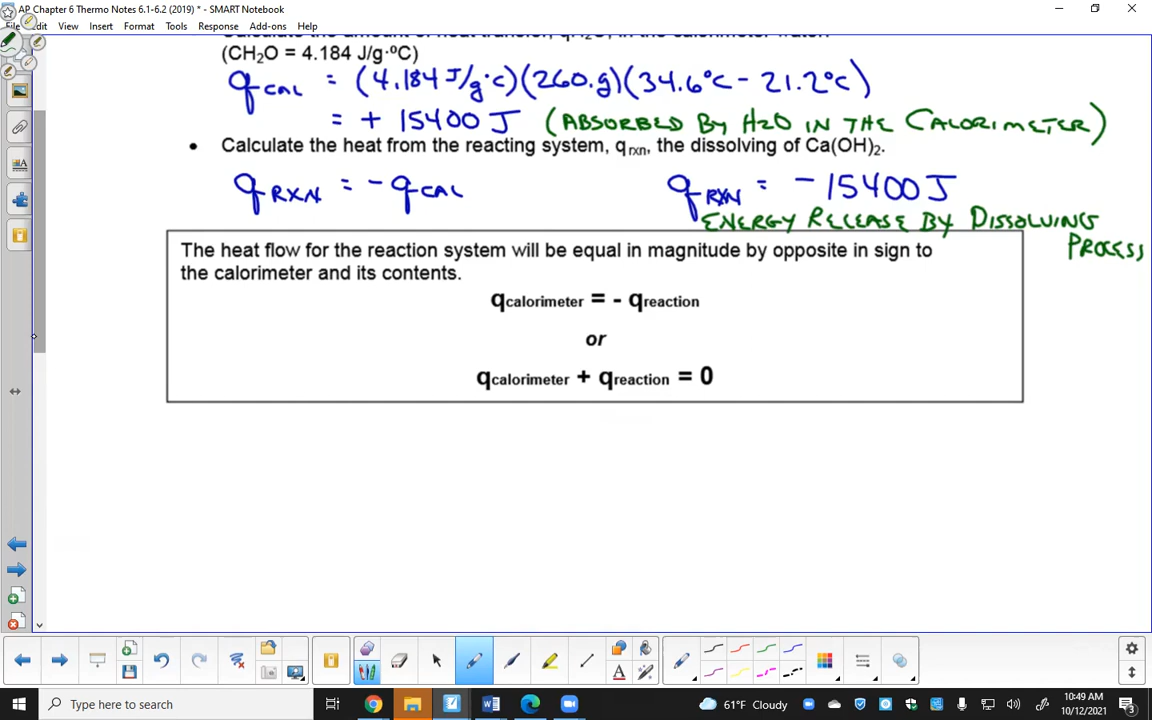 AP Chapter 6 Thermo Notes 6.1-6.2 (2019) * - SMART Notebook
Edit View Insert Format Tools Help
(CH2O = 4.184 J/g·ºC)
qCAL = (4.184 J/g·°C)(260.g)(34.6°C - 21.2°C)
= + 15400 J (ABSORBED BY H2O IN THE CALORIMETER)
• Calculate the heat from the reacting system, qrxn, the dissolving of Ca(OH)2.
qRXN = -qCAL qRXN = -15400 J
ENERGY RELEASE BY DISSOLVING
PROCESS
The heat flow for the reaction system will be equal in magnitude by opposite in sign to
the calorimeter and its contents.
qcalorimeter = - qreaction
or
qcalorimeter + qreaction = 0
A
Type here to search
W
61°F Cloudy
10:49 AM
10/12/2021
3